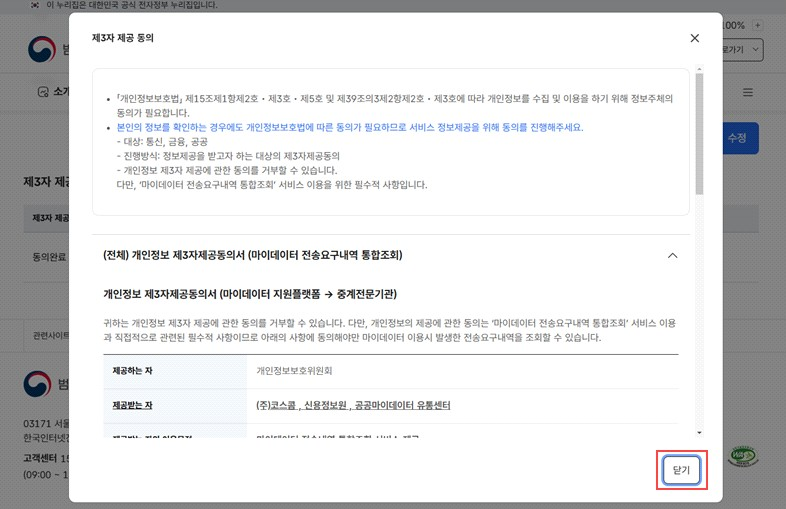 이 누리집은 대한민국 공식 전자정부 누리집입니다.
100%
제3자 제공 동의
로가기
소개
수정
• 「개인정보보호법」 제15조제1항제2호・제3호・제5호 및 제39조의3제2항제2호・제3호에 따라 개인정보를 수집 및 이용을 하기 위해 정보주체의
동의가 필요합니다.
• 본인의 정보를 확인하는 경우에도 개인정보보호법에 따른 동의가 필요하므로 서비스 정보제공을 위해 동의를 진행해주세요.
- 대상: 통신, 금융, 공공
- 진행방식: 정보제공을 받고자 하는 대상의 제3자제공동의
- 개인정보 제3자 제공에 관한 동의를 거부할 수 있습니다.
다만, '마이데이터 전송요구내역 통합조회' 서비스 이용을 위한 필수적 사항입니다.
제3자 제공
제3자 제공
동의완료
(전체) 개인정보 제3자제공동의서 (마이데이터 전송요구내역 통합조회)
개인정보 제3자제공동의서 (마이데이터 지원플랫폼 → 중계전문기관)
귀하는 개인정보 제3자 제공에 관한 동의를 거부할 수 있습니다. 다만, 개인정보의 제공에 관한 동의는 '마이데이터 전송요구내역 통합조회' 서비스 이용
과 직접적으로 관련된 필수적 사항이므로 아래의 사항에 동의해야만 마이데이터 이용시 발생한 전송요구내역을 조회할 수 있습니다.
관련사이트
제공하는 자 개인정보보호위원회
제공받는 자 (주)코스콤 , 신용정보원 , 공공마이데이터 유통센터
범
03171 서울
한국인터넷진
고객센터
(09:00 ~ 1
닫기
WA